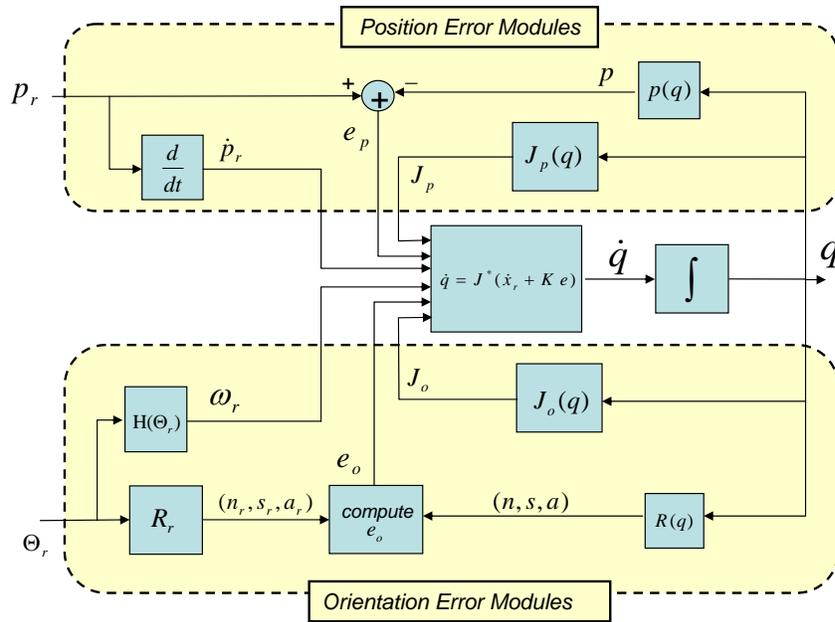 Position Error Modules
p_r
+
−
+
p
p(q)
e_p
d/dt
ṗ_r
J_p(q)
J_p
q̇ = J*(ẋ_r + K e)
q̇
∫
q
J_o
J_o(q)
H(Θ_r)
ω_r
e_o
Θ_r
R_r
(n_r, s_r, a_r)
compute
e_o
(n, s, a)
R(q)
Orientation Error Modules